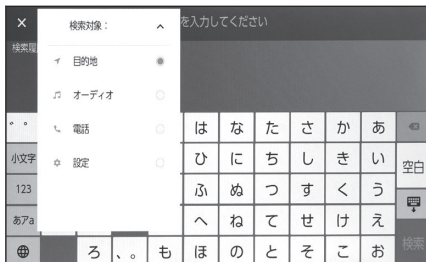 × 検索対象: を入力してください
検索履
目的地
オーディオ
電話
設定
゛゜ は な た さ か あ
小文字 ひ に ち し き い 空白
123 ふ ぬ つ す く う
あアa へ ね て せ け え
ろ 、。 も ほ の と そ こ お 検索